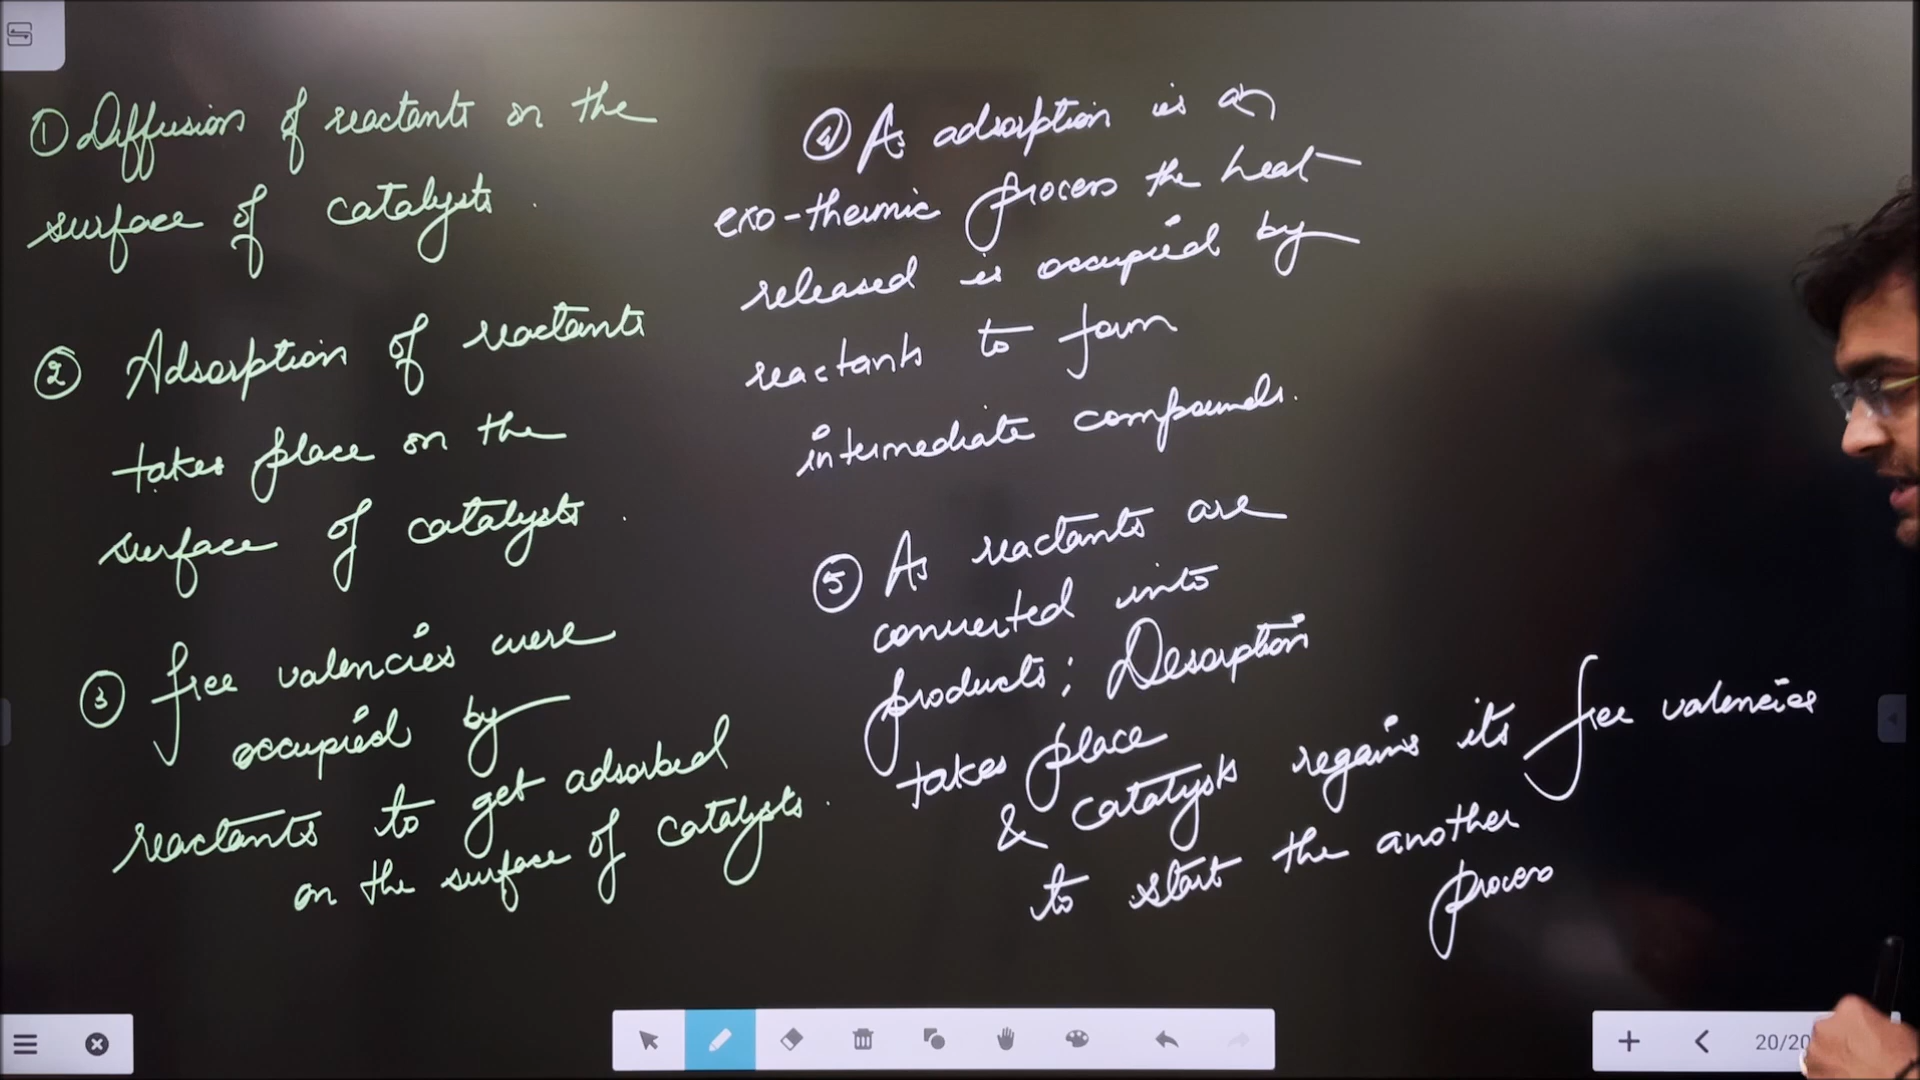 ① Diffusion of reactants on the
surface of catalysts.
② Adsorption of reactants
takes place on the
surface of catalysts.
③ free valencies were
occupied by
reactants to get adsorbed
on the surface of catalysts.
④ As adsorption is an
exo-thermic process the heat
released is occupied by
reactants to form
intermediate compounds.
⑤ As reactants are
converted into
products; Desorption
takes place
& catalysts regains its free valencies
to start the another
process
20/20